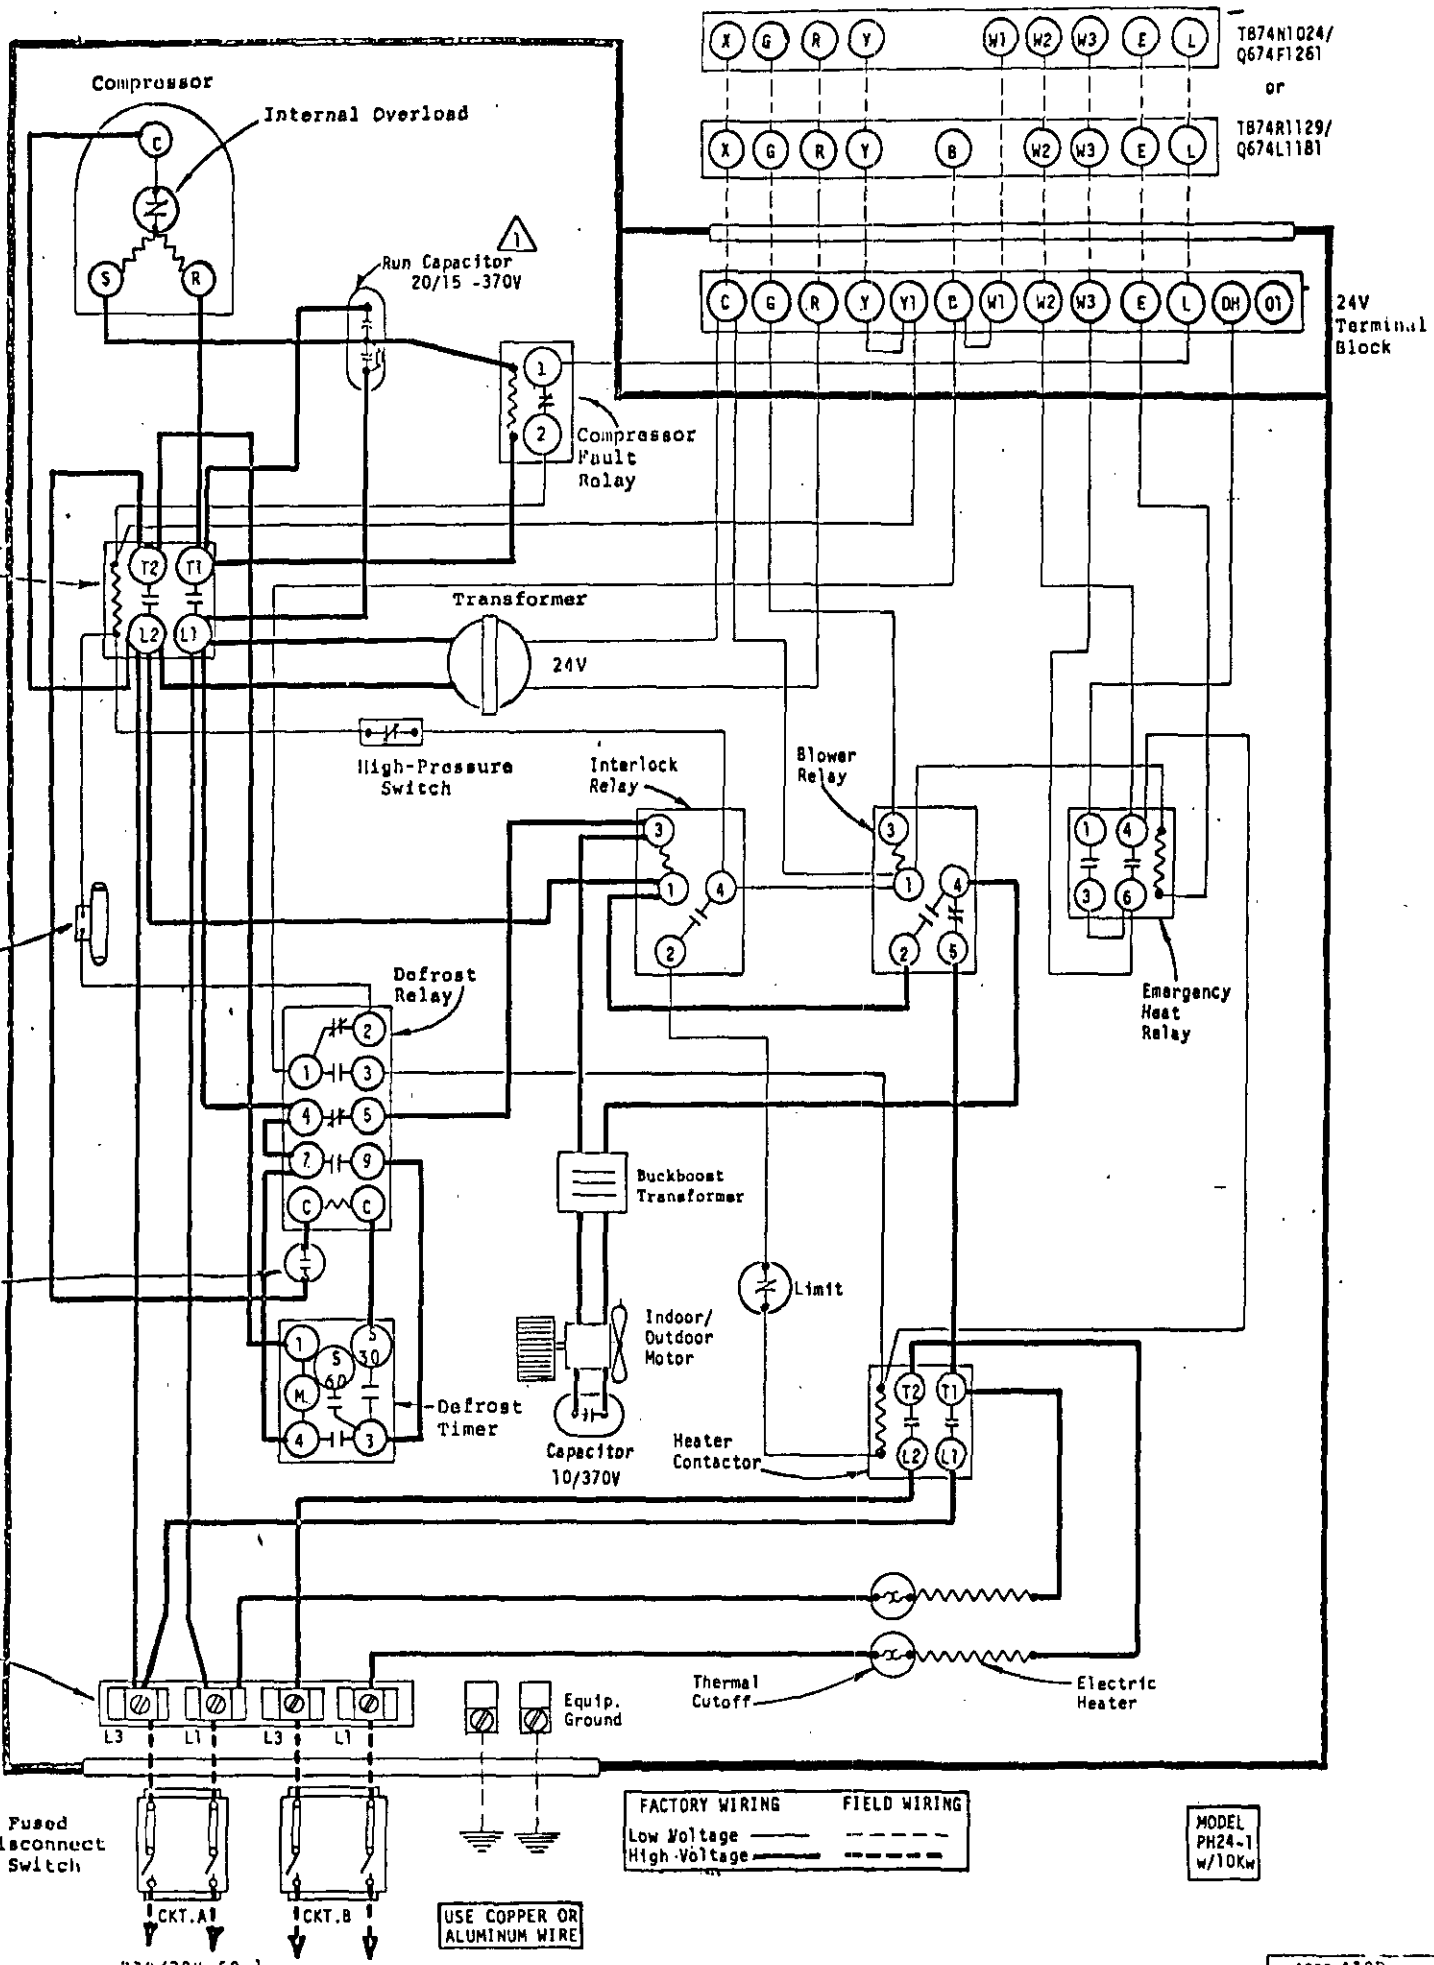 X G R Y W1 W2 W3 E L
T874N1024/
Q674F1261
or
X G R Y B W2 W3 E L
T874R1129/
Q674L1181
Compressor
Internal Overload
C
S R
1
Run Capacitor
20/15 -370V
C G R Y Y1 B W1 W2 W3 E L DH O1
24V
Terminal
Block
1
2
Compressor
Fault
Relay
T2 T1
L2 L1
Transformer
24V
High-Pressure
Switch
Interlock
Relay
3
1 4
2
Blower
Relay
3
1 4
2 5
1 4
3 6
Emergency
Heat
Relay
Defrost
Relay
2
1 3
4 5
7 9
C C
Buckboost
Transformer
Limit
Indoor/
Outdoor
Motor
1 S 30
S 60
M
4 3
Defrost
Timer
Capacitor
10/370V
Heater
Contactor
T2 T1
L2 L1
Thermal
Cutoff
Electric
Heater
L3 L1 L3 L1
Equip.
Ground
Fused
isconnect
Switch
CKT.A
CKT.B
FACTORY WIRING FIELD WIRING
Low Voltage
High Voltage
USE COPPER OR
ALUMINUM WIRE
MODEL
PH24-1
W/10Kw